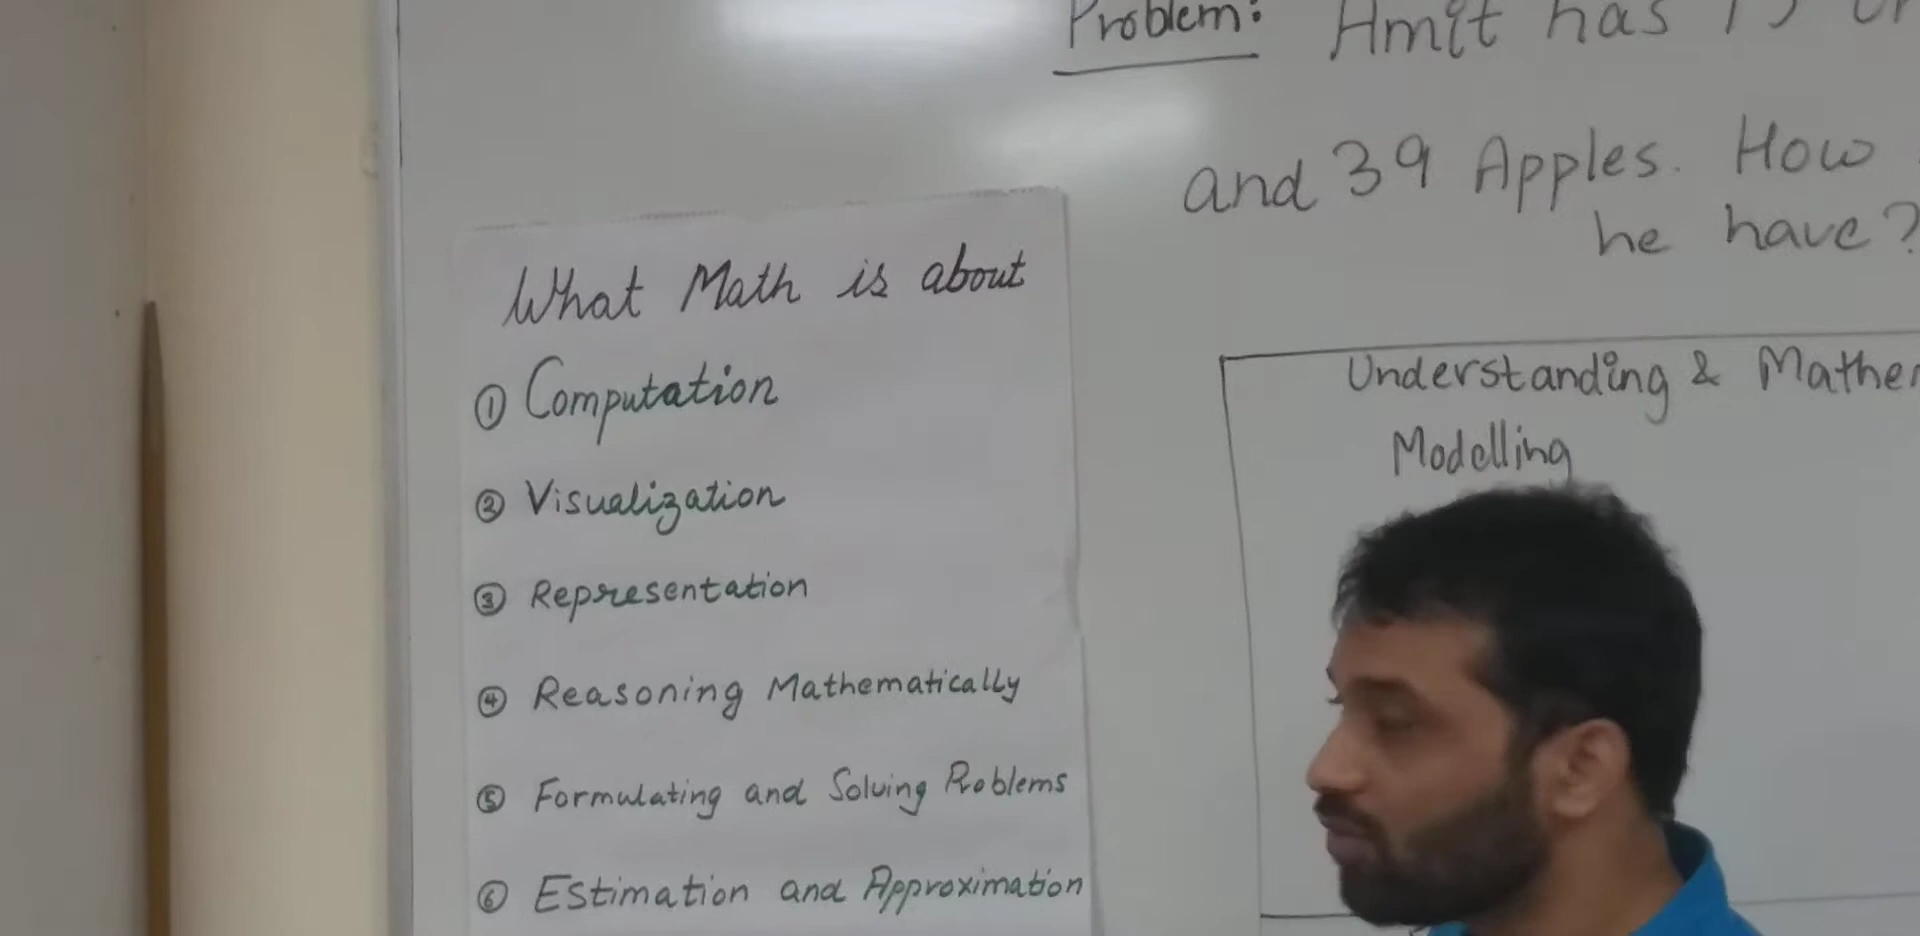 Problem: Amit has 15
and 39 Apples. How
he have?
What Math is about
① Computation
② Visualization
③ Representation
④ Reasoning Mathematically
⑤ Formulating and Solving Problems
⑥ Estimation and Approximation
Understanding &
Modelling